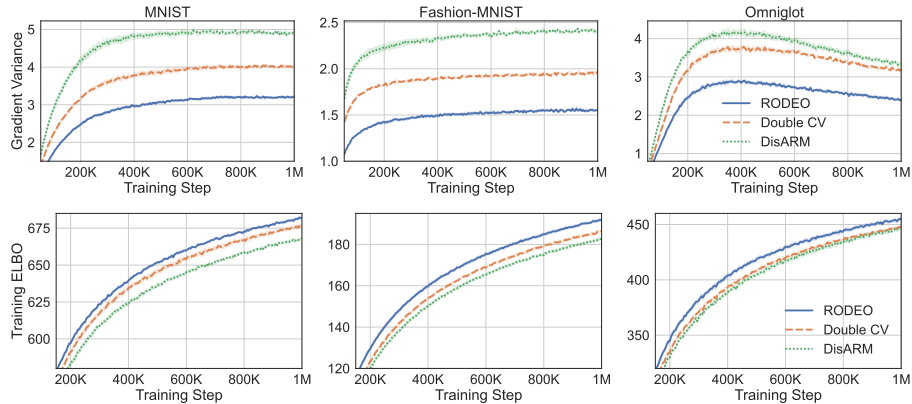 MNIST
Fashion-MNIST
Omniglot
Gradient Variance
5
4
3
2
200K 400K 600K 800K 1M
Training Step
2.5
2.0
1.5
1.0
200K 400K 600K 800K 1M
Training Step
4
3
2
1
RODEO
Double CV
DisARM
200K 400K 600K 800K 1M
Training Step
Training ELBO
675
650
625
600
200K 400K 600K 800K 1M
Training Step
180
160
140
120
200K 400K 600K 800K 1M
Training Step
450
400
350
RODEO
Double CV
DisARM
200K 400K 600K 800K 1M
Training Step